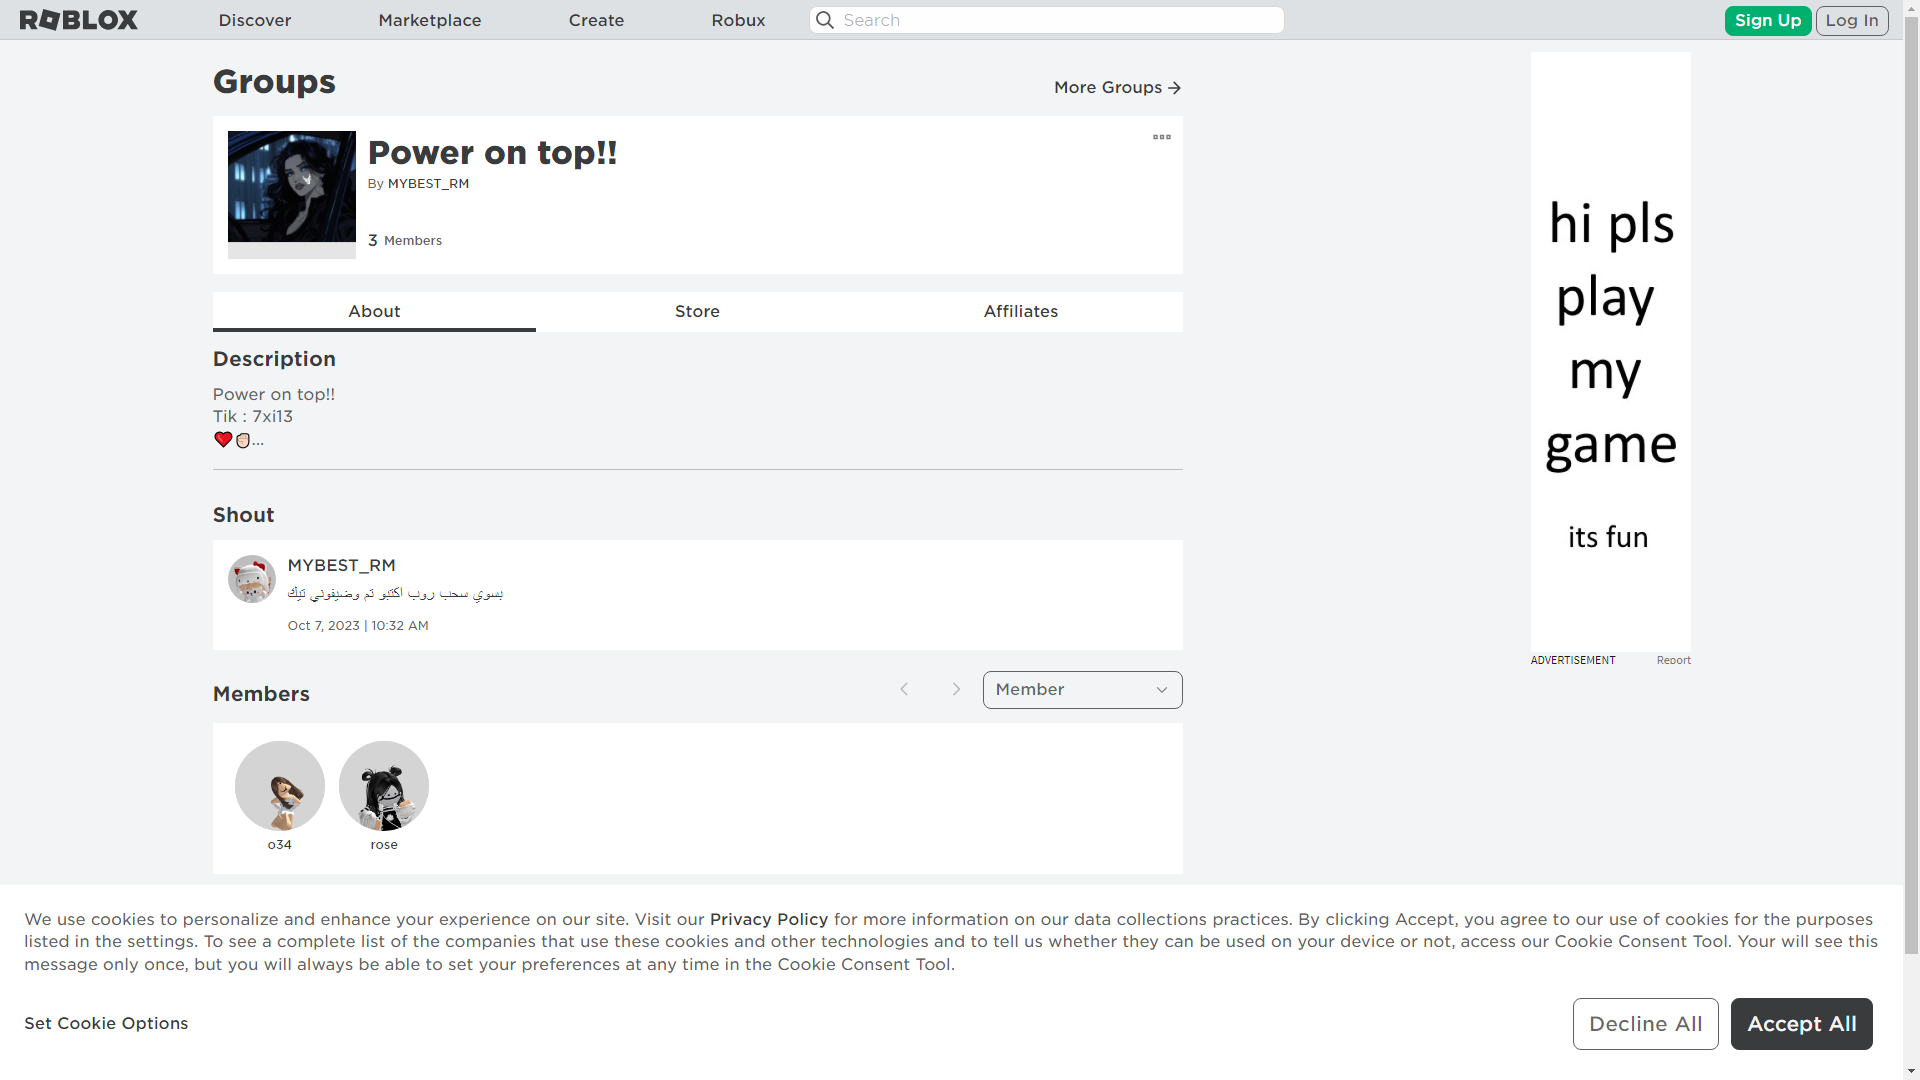 ROBLOX
Discover
Marketplace
Create
Robux
Search
Sign Up
Log In
Groups
More Groups
Power on top!!
By MYBEST_RM
3 Members
About
Store
Affiliates
Description
Power on top!!
Tik : 7xi13
❤️✊🏻...
Shout
MYBEST_RM
بسوي سحب روب اكتبو تم وضيفوني تيك
Oct 7, 2023 | 10:32 AM
Members
Member
o34
rose
hi pls
play
my
game
its fun
ADVERTISEMENT
Report
We use cookies to personalize and enhance your experience on our site. Visit our Privacy Policy for more information on our data collections practices. By clicking Accept, you agree to our use of cookies for the purposes
listed in the settings. To see a complete list of the companies that use these cookies and other technologies and to tell us whether they can be used on your device or not, access our Cookie Consent Tool. Your will see this
message only once, but you will always be able to set your preferences at any time in the Cookie Consent Tool.
Set Cookie Options
Decline All
Accept All